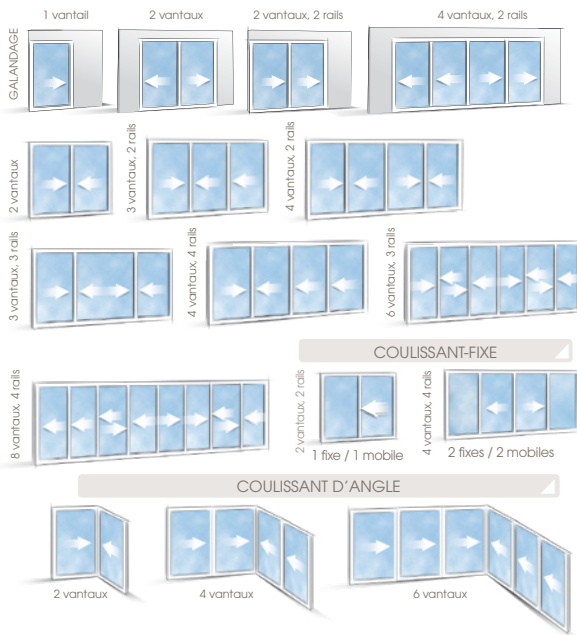 1 vantail
2 vantaux
2 vantaux, 2 rails
4 vantaux, 2 rails
GALANDAGE
2 vantaux
3 vantaux, 2 rails
4 vantaux, 2 rails
3 vantaux, 3 rails
4 vantaux, 4 rails
6 vantaux, 3 rails
COULISSANT-FIXE
8 vantaux, 4 rails
2 vantaux, 2 rails
1 fixe / 1 mobile
4 vantaux, 4 rails
2 fixes / 2 mobiles
COULISSANT D'ANGLE
2 vantaux
4 vantaux
6 vantaux